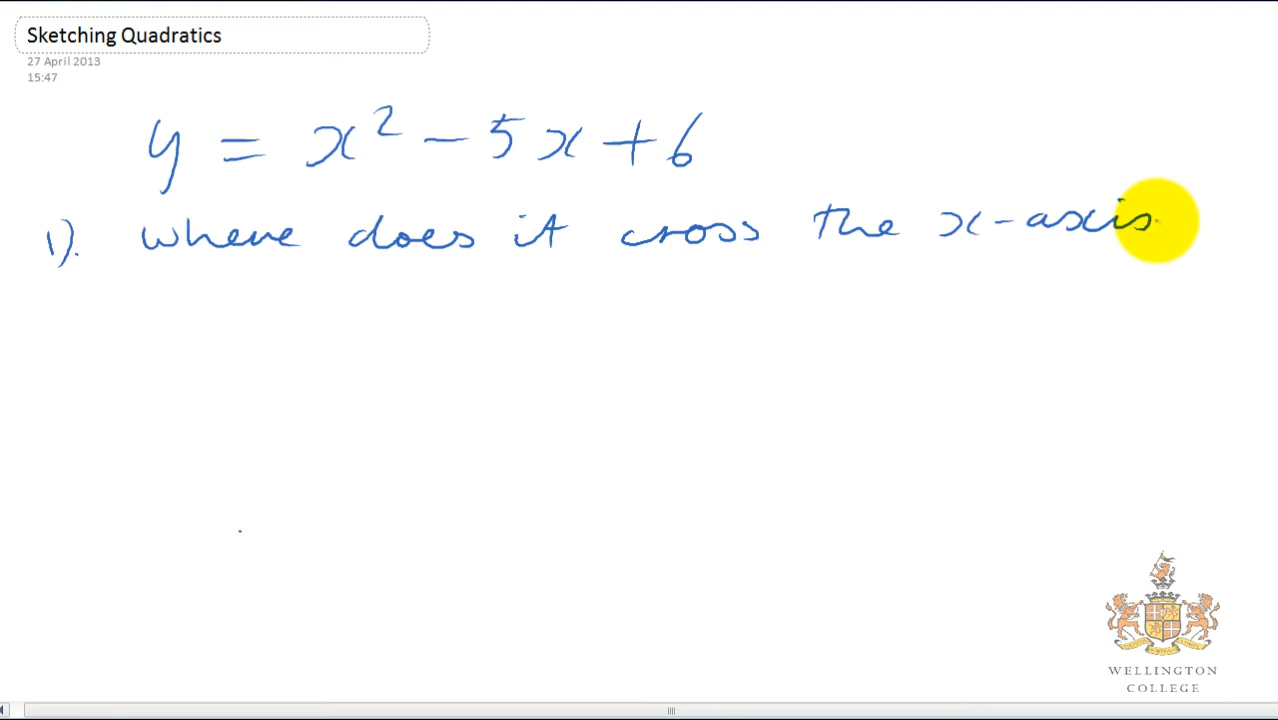 Sketching Quadratics
27 April 2013
15:47
y = x² - 5x + 6
1). where does it cross the x-axis
WELLINGTON
COLLEGE